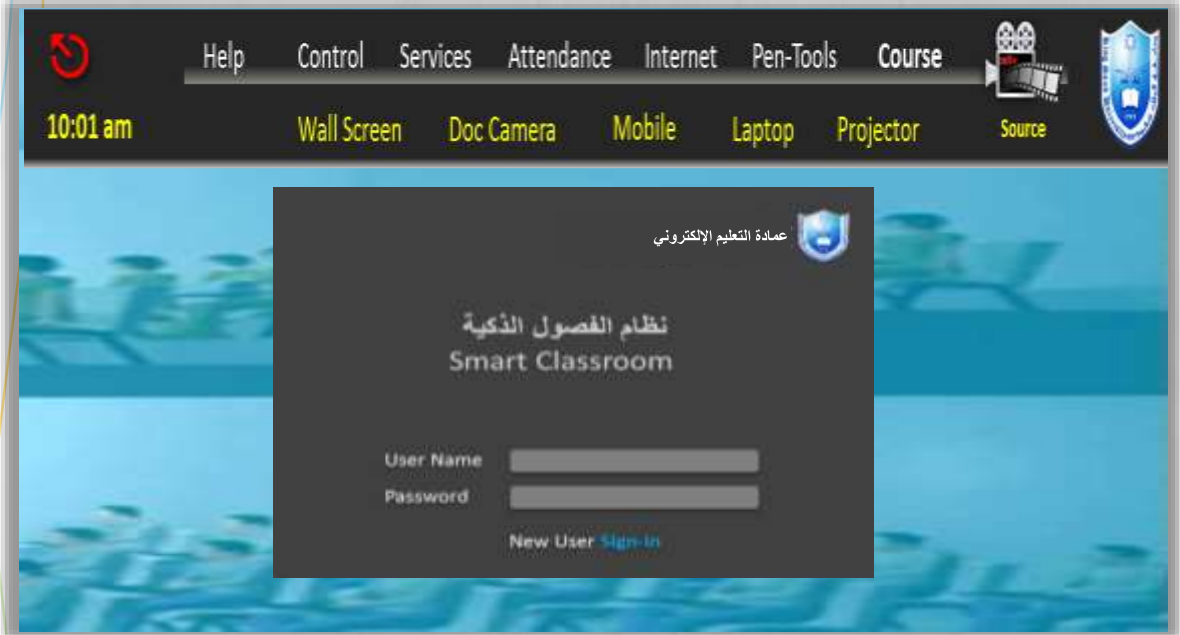 Help Control Services Attendance Internet Pen-Tools Course
10:01 am Wall Screen Doc Camera Mobile Laptop Projector Source
عمادة التعليم الإلكتروني
نظام الفصول الذكية
Smart Classroom
User Name
Password
New User Sign-In